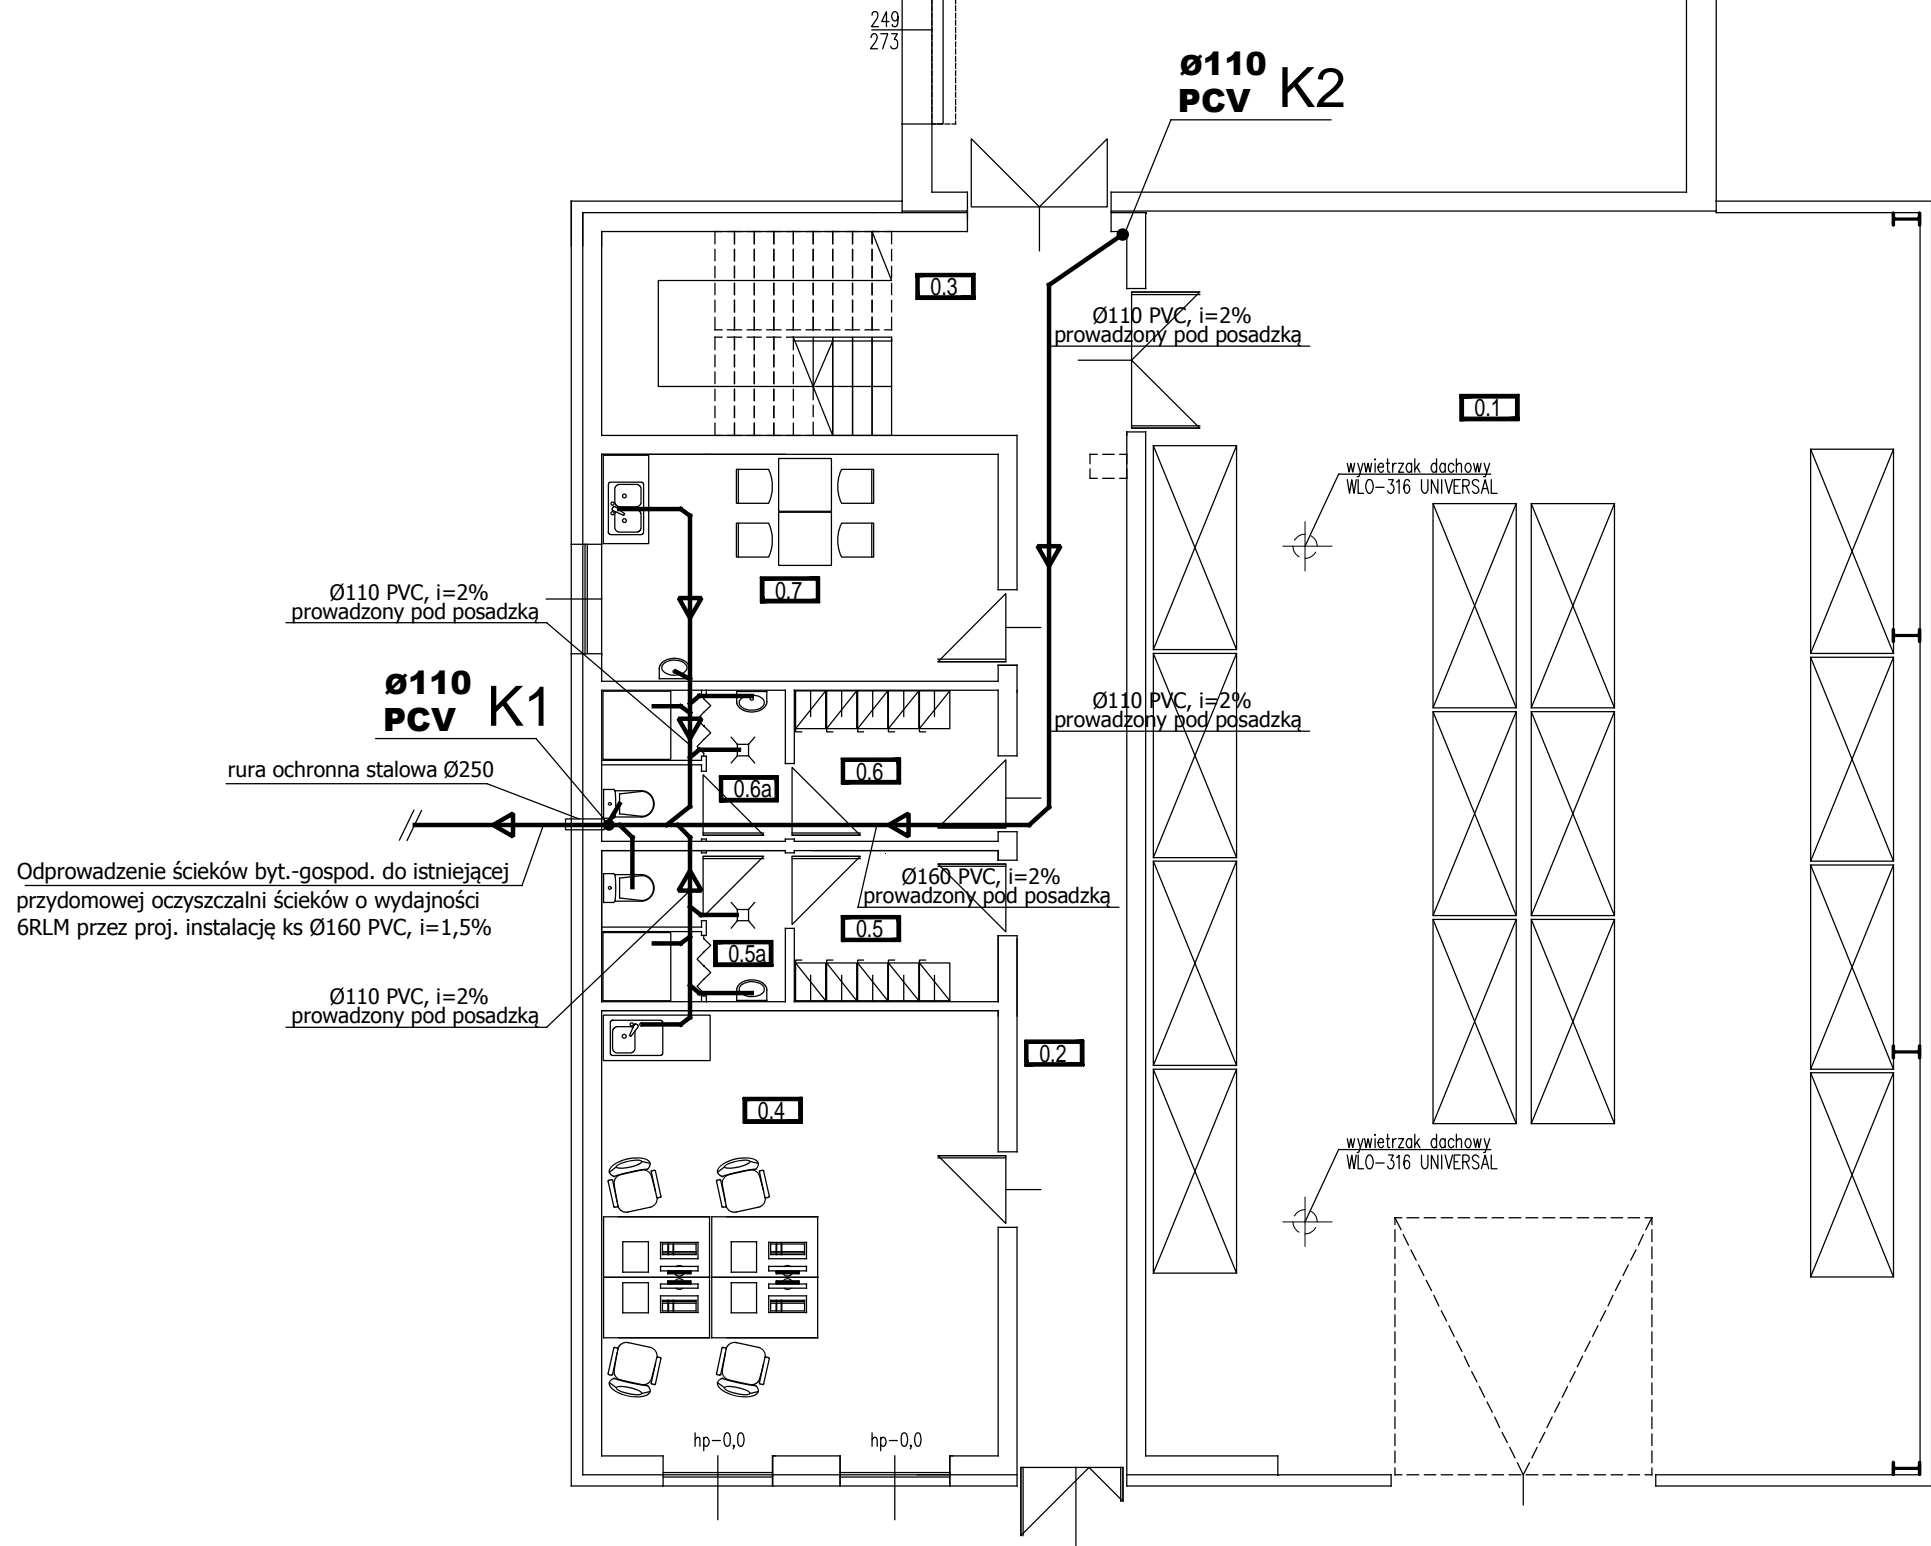 249
273
ø110
PCV K2
0.3
Ø110 PVC, i=2%
prowadzony pod posadzką
0.1
wywietrzak dachowy
WLO-316 UNIVERSAL
Ø110 PVC, i=2%
prowadzony pod posadzką
0.7
ø110
PCV K1
Ø110 PVC, i=2%
prowadzony pod posadzką
rura ochronna stalowa Ø250
0.6
0.6a
Odprowadzenie ścieków byt.-gospod. do istniejącej
przydomowej oczyszczalni ścieków o wydajności
6RLM przez proj. instalację ks Ø160 PVC, i=1,5%
Ø160 PVC, i=2%
prowadzony pod posadzką
0.5
0.5a
Ø110 PVC, i=2%
prowadzony pod posadzką
0.2
0.4
wywietrzak dachowy
WLO-316 UNIVERSAL
hp-0,0
hp-0,0